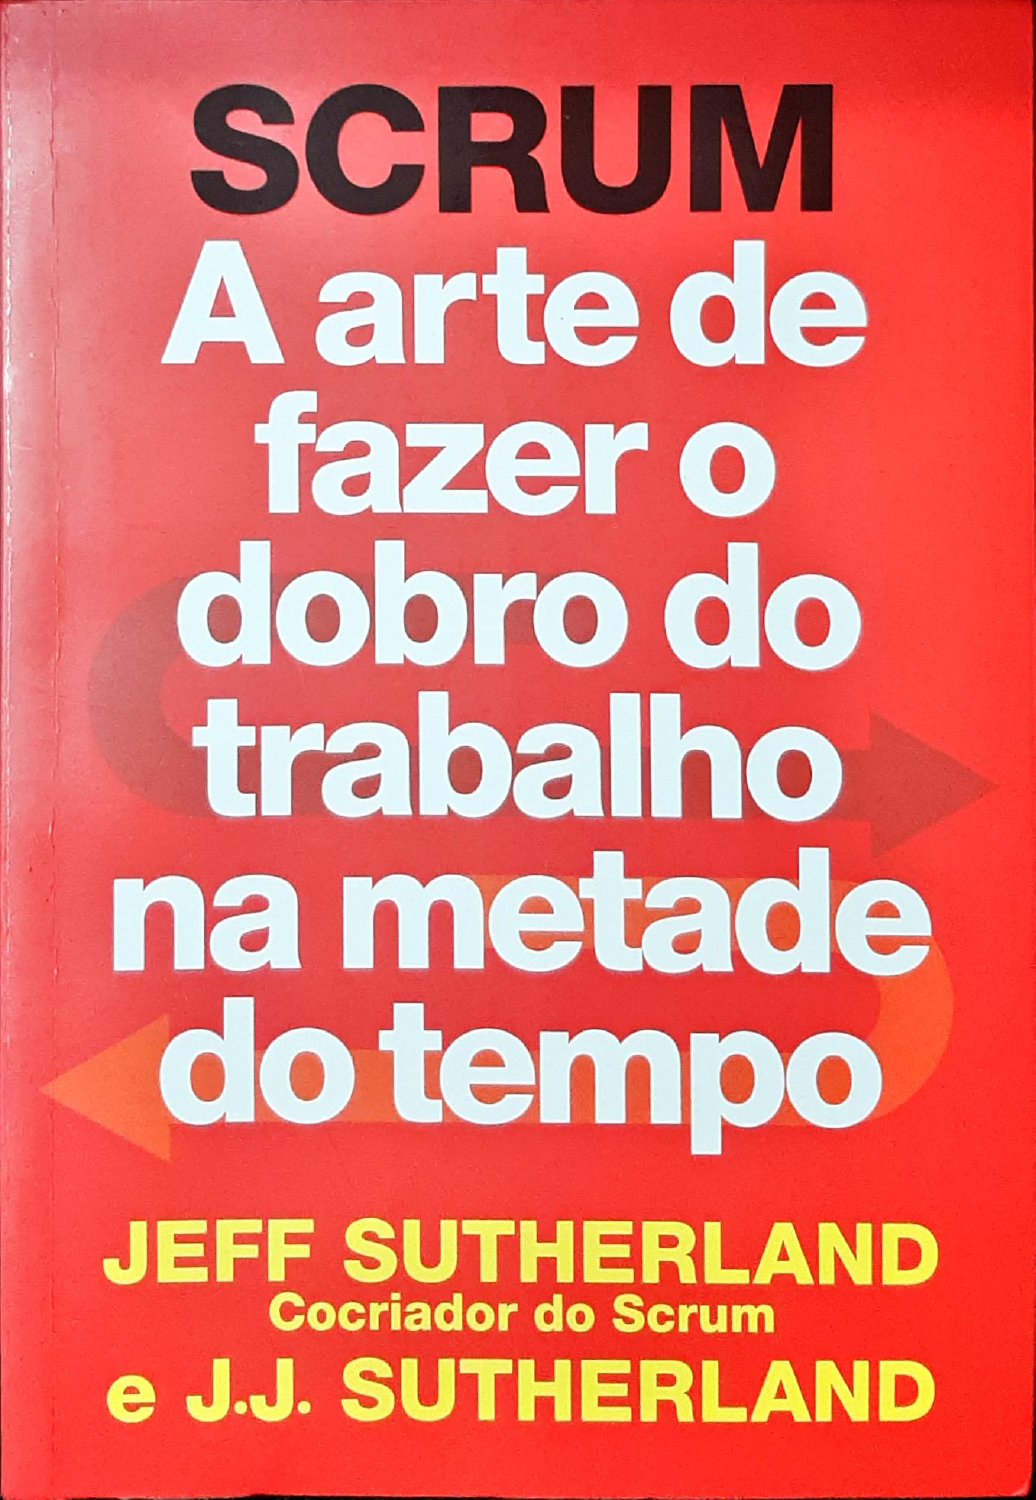 SCRUM
A arte de
fazer o
dobro do
trabalho
na metade
do tempo
JEFF SUTHERLAND
Cocriador do Scrum
e J.J. SUTHERLAND